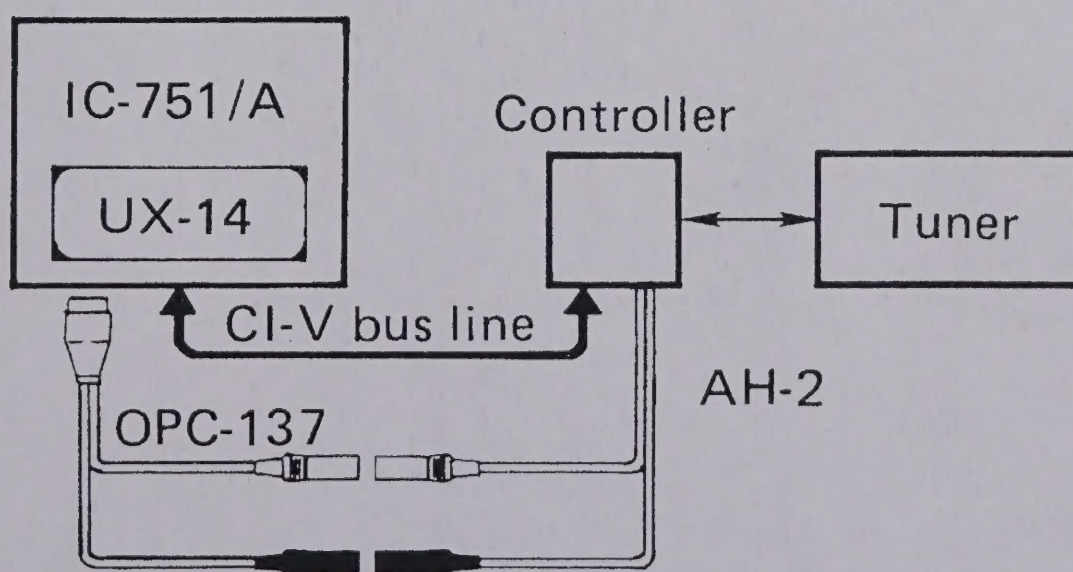 IC-751/A
UX-14
Controller
Tuner
CI-V bus line
AH-2
OPC-137